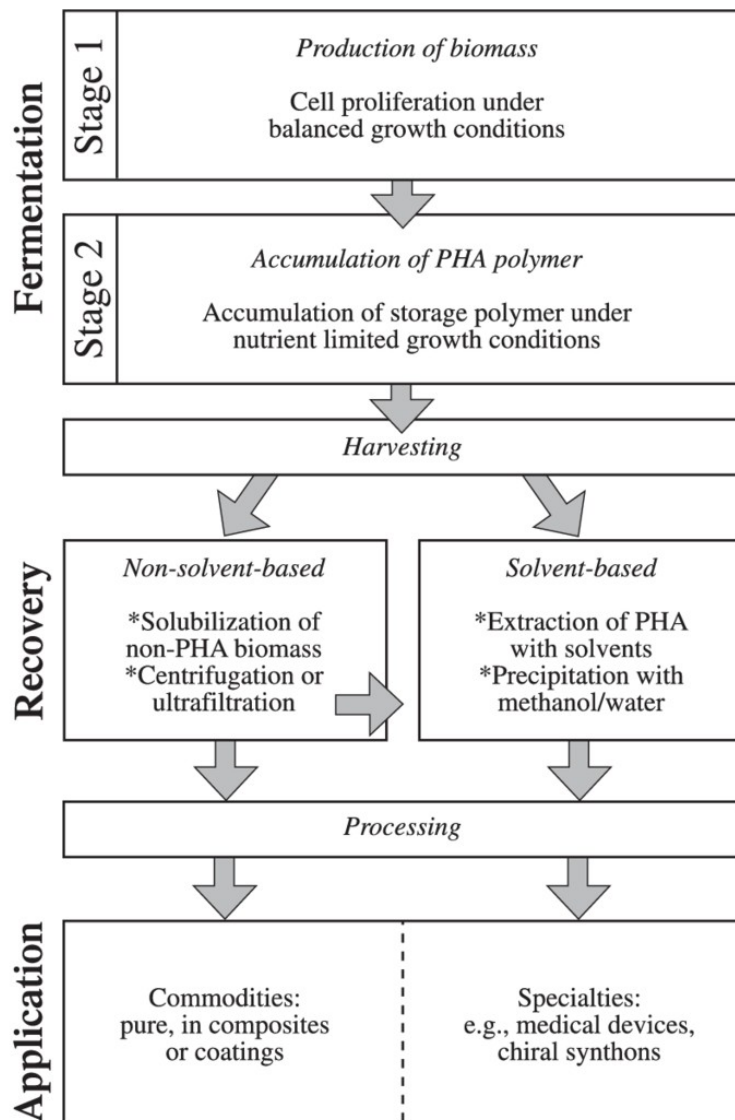 Fermentation
Stage 1
Production of biomass
Cell proliferation under
balanced growth conditions
Stage 2
Accumulation of PHA polymer
Accumulation of storage polymer under
nutrient limited growth conditions
Harvesting
Recovery
Non-solvent-based
*Solubilization of
non-PHA biomass
*Centrifugation or
ultrafiltration
Solvent-based
*Extraction of PHA
with solvents
*Precipitation with
methanol/water
Processing
Application
Commodities:
pure, in composites
or coatings
Specialties:
e.g., medical devices,
chiral synthons